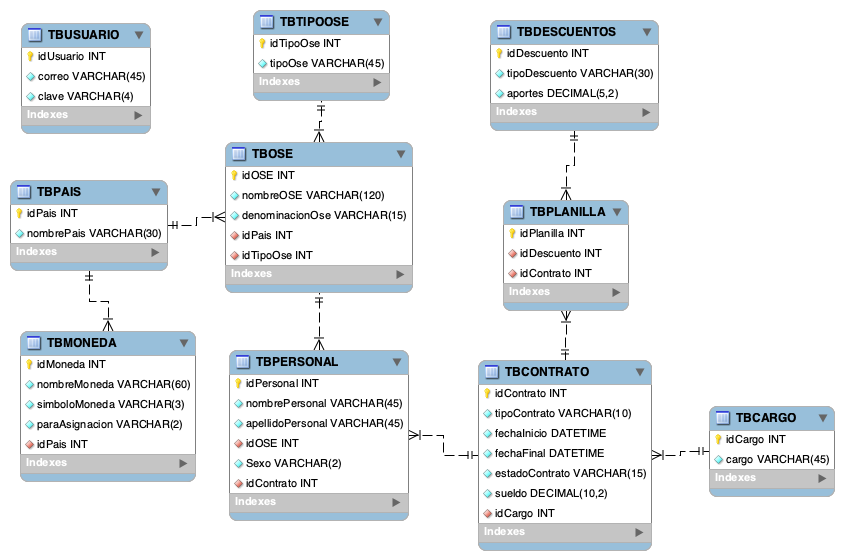 TBUSUARIO
idUsuario INT
correo VARCHAR(45)
clave VARCHAR(4)
Indexes
TBTIPOOSE
idTipoOse INT
tipoOse VARCHAR(45)
Indexes
TBDESCUENTOS
idDescuento INT
tipoDescuento VARCHAR(30)
aportes DECIMAL(5,2)
Indexes
TBPAIS
idPais INT
nombrePais VARCHAR(30)
Indexes
TBOSE
idOSE INT
nombreOSE VARCHAR(120)
denominacionOse VARCHAR(15)
idPais INT
idTipoOse INT
Indexes
TBPLANILLA
idPlanilla INT
idDescuento INT
idContrato INT
Indexes
TBMONEDA
idMoneda INT
nombreMoneda VARCHAR(60)
simboloMoneda VARCHAR(3)
paraAsignacion VARCHAR(2)
idPais INT
Indexes
TBPERSONAL
idPersonal INT
nombrePersonal VARCHAR(45)
apellidoPersonal VARCHAR(45)
idOSE INT
Sexo VARCHAR(2)
idContrato INT
Indexes
TBCONTRATO
idContrato INT
tipoContrato VARCHAR(10)
fechaInicio DATETIME
fechaFinal DATETIME
estadoContrato VARCHAR(15)
sueldo DECIMAL(10,2)
idCargo INT
Indexes
TBCARGO
idCargo INT
cargo VARCHAR(45)
Indexes